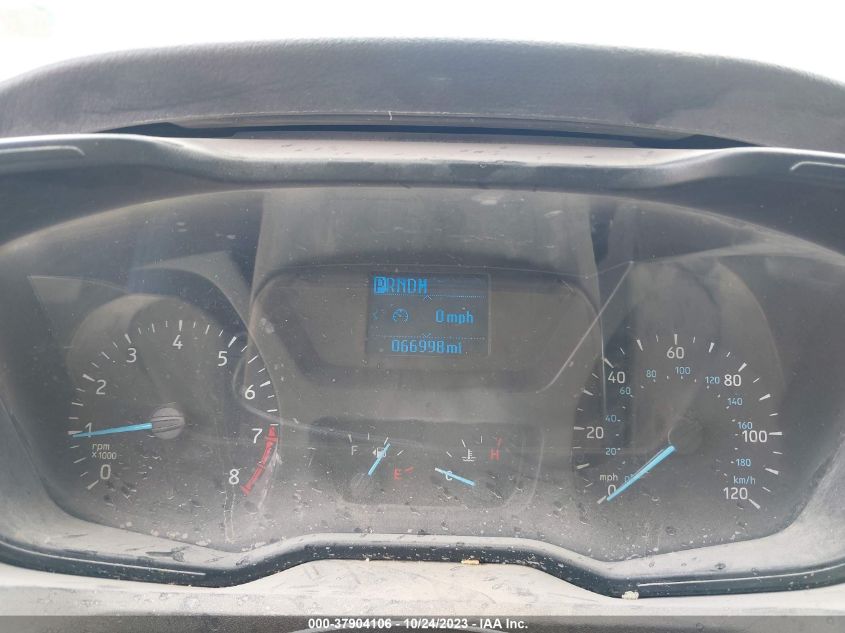 PRNDM
0 mph
066998mi
0 1 2 3 4 5 6 7 8
rpm
x1000
F E
C H
0 20 40 60 80 100 120
mph
20 40 60 80 100 120 140 160 180
km/h
000-37904106 - 10/24/2023 - IAA Inc.